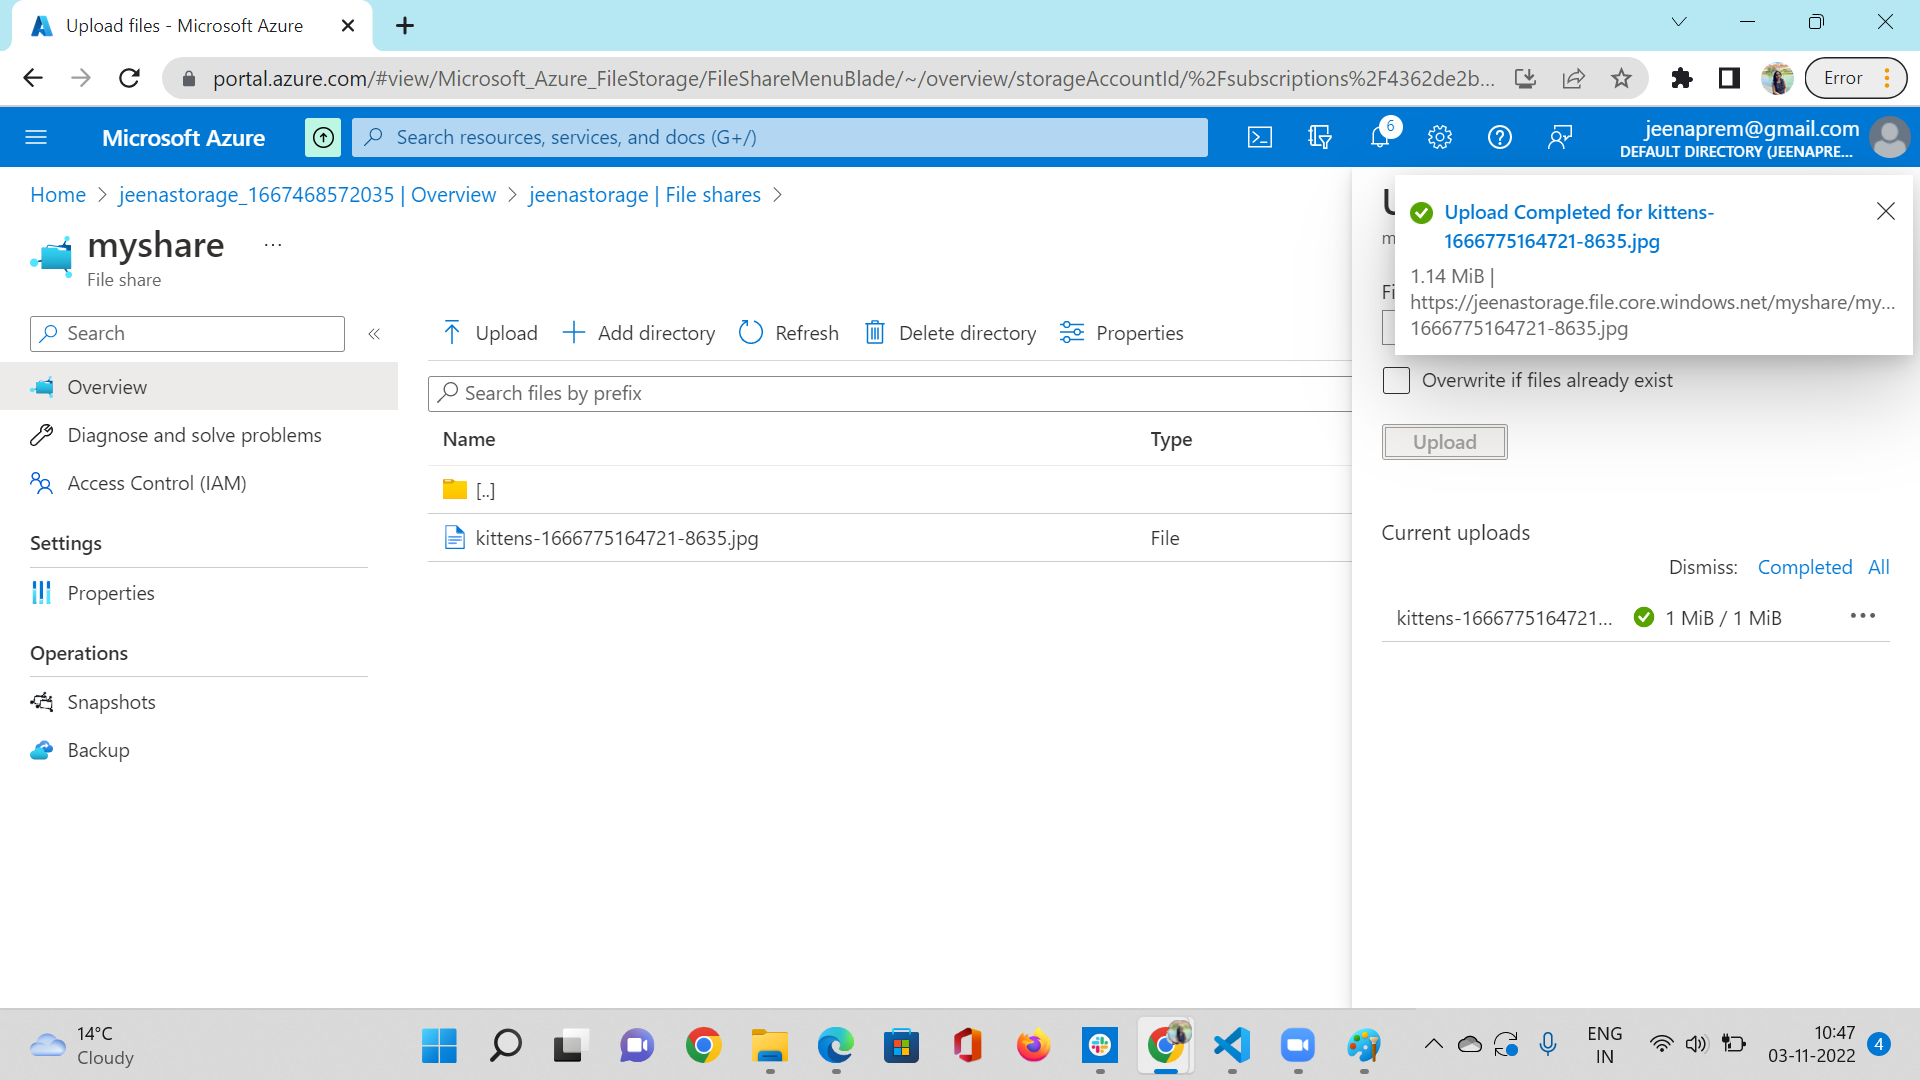 Upload files - Microsoft Azure
portal.azure.com/#view/Microsoft_Azure_FileStorage/FileShareMenuBlade/~/overview/storageAccountId/%2Fsubscriptions%2F4362de2b...
Error
Microsoft Azure
Search resources, services, and docs (G+/)
6
jeenaprem@gmail.com
DEFAULT DIRECTORY (JEENAPRE...
Home > jeenastorage_1667468572035 | Overview > jeenastorage | File shares >
myshare ...
File share
Search
«
Overview
Diagnose and solve problems
Access Control (IAM)
Settings
Properties
Operations
Snapshots
Backup
Upload
Add directory
Refresh
Delete directory
Properties
Search files by prefix
Name Type
[..]
kittens-1666775164721-8635.jpg File
Upload Completed for kittens-
1666775164721-8635.jpg
1.14 MiB |
https://jeenastorage.file.core.windows.net/myshare/my...
1666775164721-8635.jpg
Fi
Overwrite if files already exist
Upload
Current uploads
Dismiss: Completed All
kittens-1666775164721... 1 MiB / 1 MiB ...
14°C
Cloudy
ENG
IN
10:47
03-11-2022
4